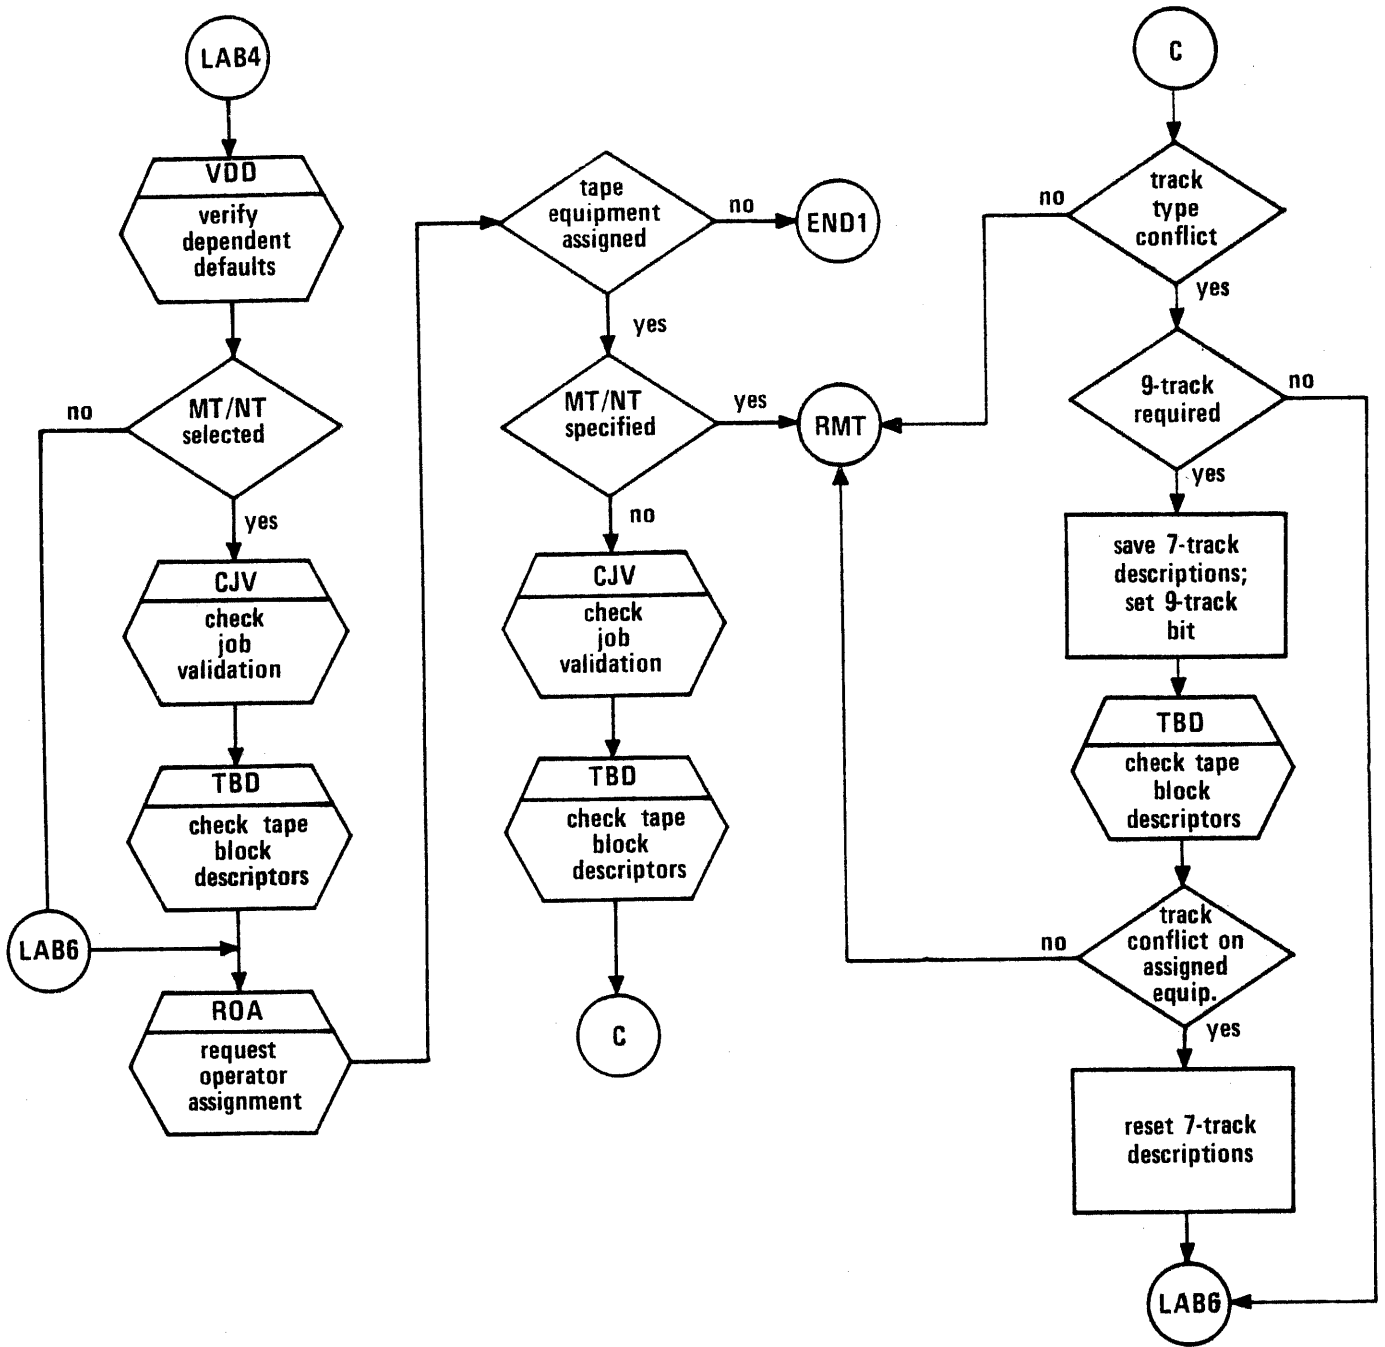 LAB4
VDD
verify
dependent
defaults
no
MT/NT
selected
yes
CJV
check
job
validation
TBD
check tape
block
descriptors
LAB6
ROA
request
operator
assignment
tape
equipment
assigned
no
END1
yes
MT/NT
specified
yes
RMT
no
CJV
check
job
validation
TBD
check tape
block
descriptors
C
C
track
type
conflict
no
yes
9-track
required
no
yes
save 7-track
descriptions;
set 9-track
bit
TBD
check tape
block
descriptors
track
conflict on
assigned
equip.
no
yes
reset 7-track
descriptions
LAB6